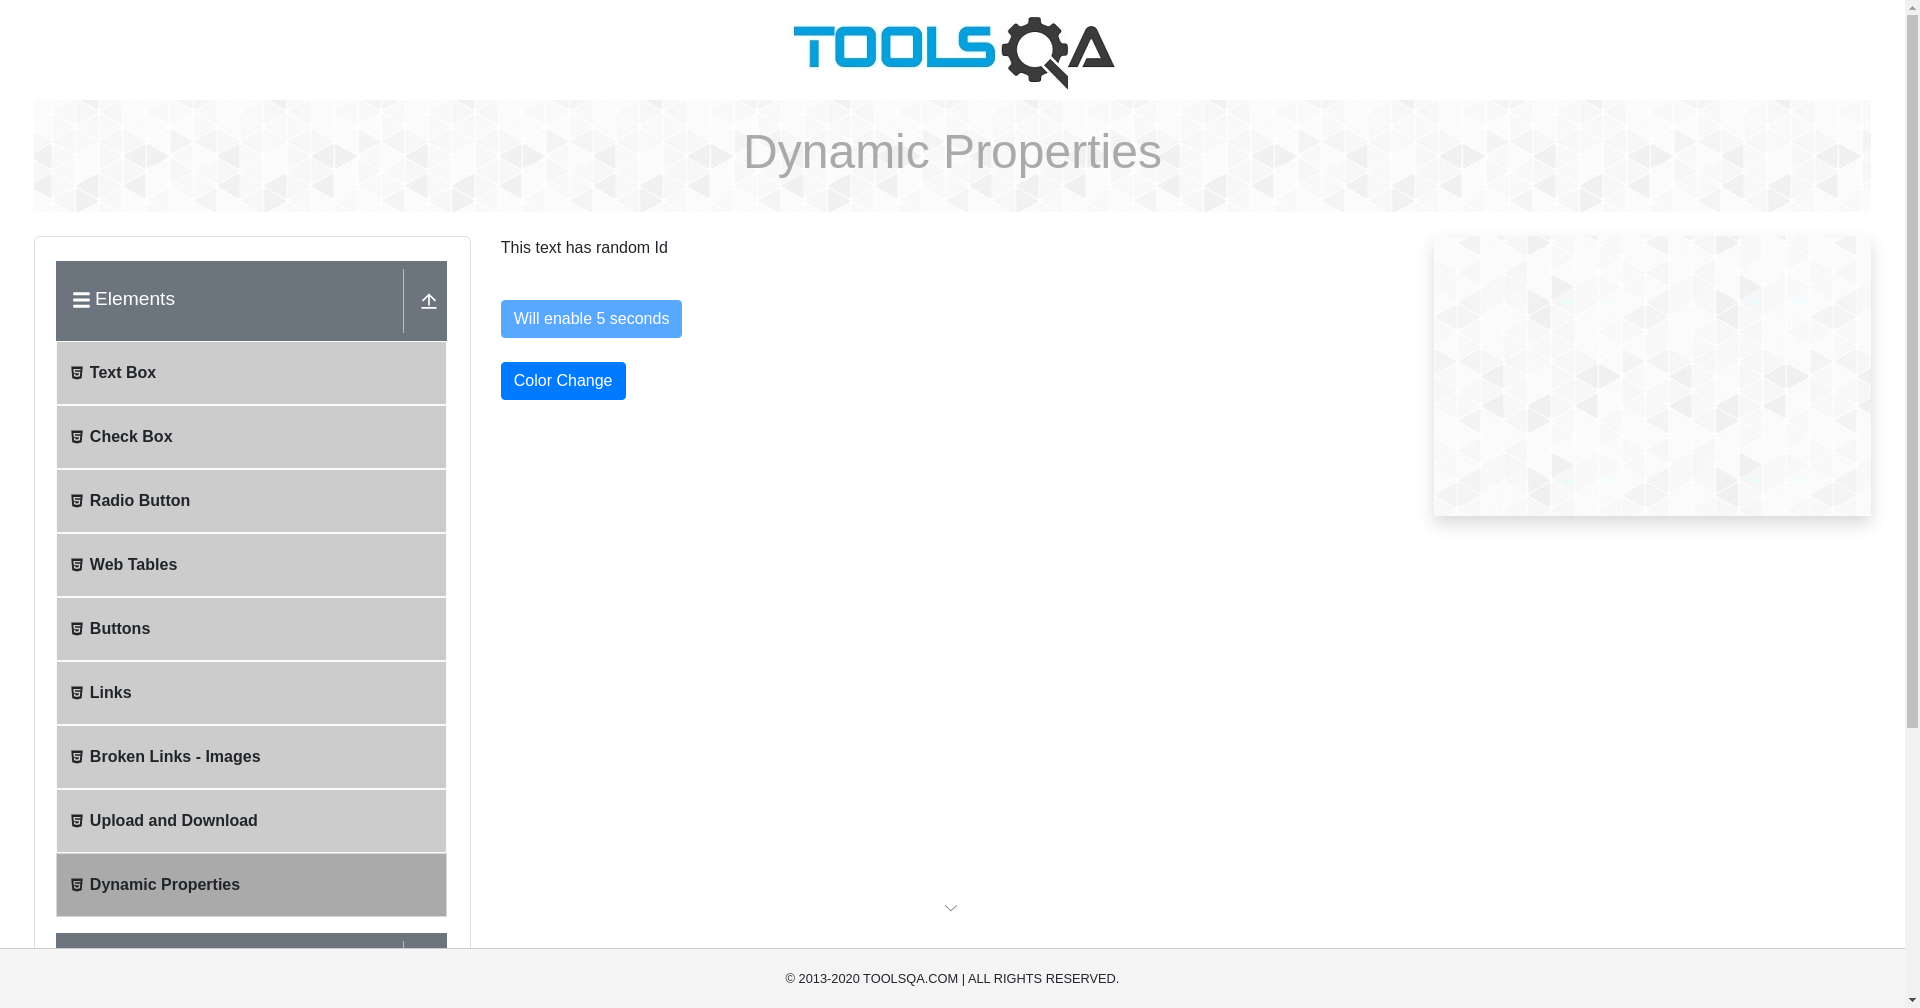 TOOLSQA
Dynamic Properties
Elements
Text Box
Check Box
Radio Button
Web Tables
Buttons
Links
Broken Links - Images
Upload and Download
Dynamic Properties
This text has random Id
Will enable 5 seconds
Color Change
© 2013-2020 TOOLSQA.COM | ALL RIGHTS RESERVED.